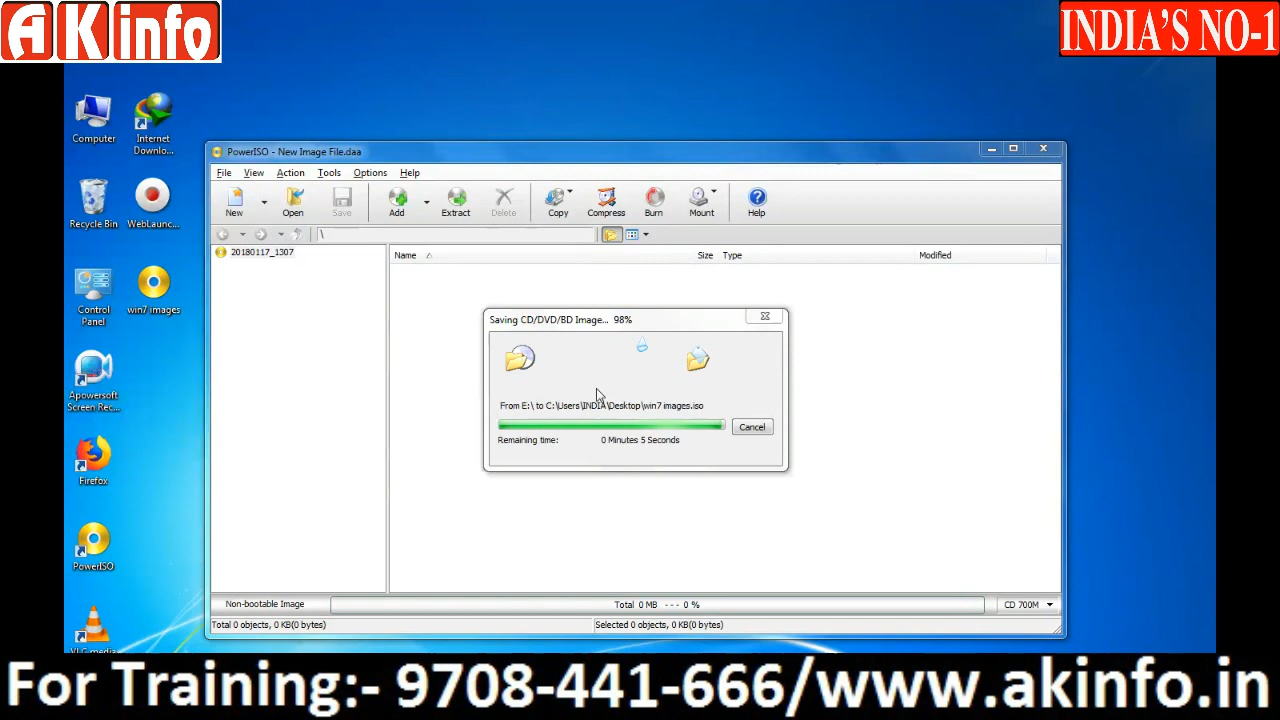 AKinfo
INDIA'S NO-1
Computer
Internet
Downlo...
Recycle Bin
WebLaunc...
Control
Panel
win7 images
Apowersoft
Screen Rec...
Firefox
PowerISO
VLC media
PowerISO - New Image File.daa
File View Action Tools Options Help
New Open Save Add Extract Delete Copy Compress Burn Mount Help
\
20180117_1307
Name Size Type Modified
Saving CD/DVD/BD Image... 98%
From E:\ to C:\Users\INDIA\Desktop\win7 images.iso
Cancel
Remaining time: 0 Minutes 5 Seconds
Non-bootable Image Total 0 MB --- 0 % CD 700M
Total 0 objects, 0 KB(0 bytes) Selected 0 objects, 0 KB(0 bytes)
For Training:- 9708-441-666/www.akinfo.in